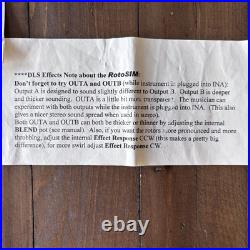 ****DLS Effects Note about the RotoSIM:
Don't forget to try OUTA and OUTB (while instrument is plugged into INA):
Output A is designed to sound slightly different to Output B. Output B is deeper
and thicker sounding. OUTA is a little bit more transparent. The musician can
experiment with both outputs while the instrument is plugged into INA. (This also
gives a nicer stereo sound spread when used in stereo).
Both OUTA and OUTB can both be thicker or thinner by adjusting the internal
BLEND pot (see manual). Also, if you want the rotors more pronounced and more
throbbing, adjust the internal Effect Response CCW (this makes a pretty big
difference), for more swirl adjust Effect Response CW.